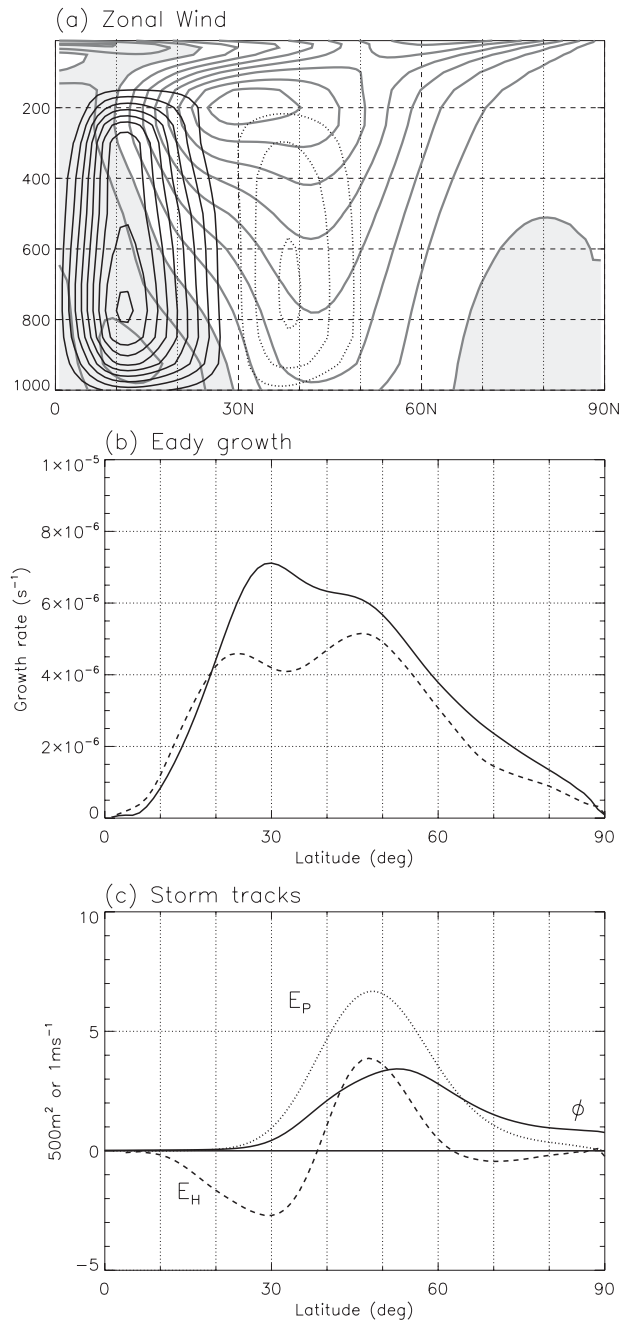 (a) Zonal Wind
200
400
600
800
1000
0 30N 60N 90N
(b) Eady growth
1×10⁻⁵
8×10⁻⁶
6×10⁻⁶
4×10⁻⁶
2×10⁻⁶
0
Growth rate (s⁻¹)
0 30 60 90
Latitude (deg)
(c) Storm tracks
10
5
0
-5
500m² or 1ms⁻¹
E_P
ϕ
E_H
0 30 60 90
Latitude (deg)